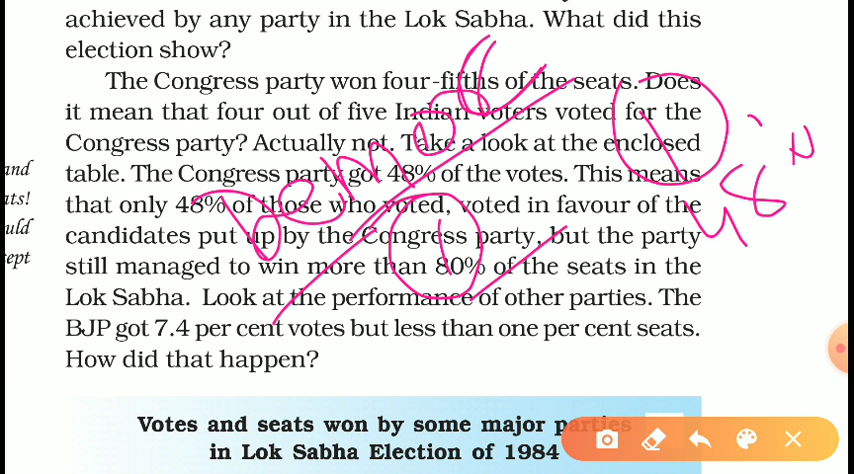 achieved by any party in the Lok Sabha. What did this
election show?
The Congress party won four-fifths of the seats. Does
it mean that four out of five Indian voters voted for the
Congress party? Actually not. Take a look at the enclosed
and
table. The Congress party got 48% of the votes. This means
that only 48% of those who voted, voted in favour of the
candidates put up by the Congress party, but the party
still managed to win more than 80% of the seats in the
Lok Sabha. Look at the performance of other parties. The
BJP got 7.4 per cent votes but less than one per cent seats.
How did that happen?
Votes and seats won by some major parties
in Lok Sabha Election of 1984